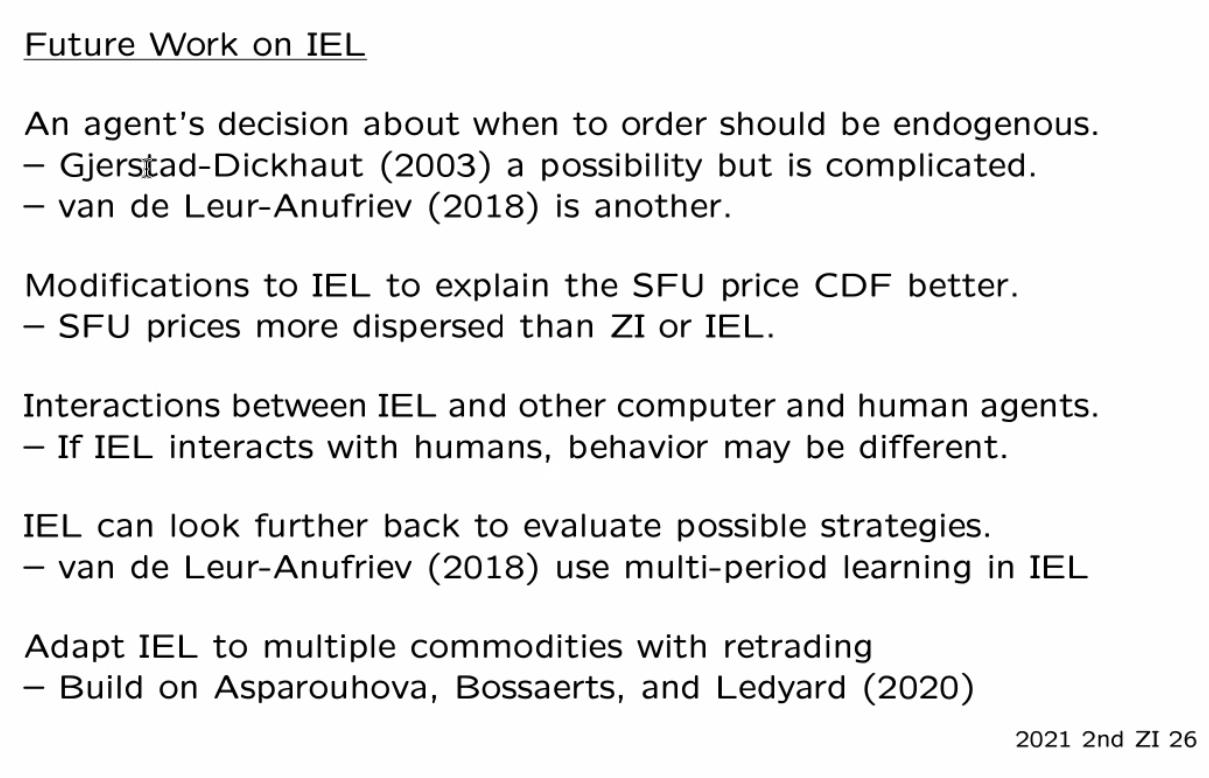 Future Work on IEL
An agent's decision about when to order should be endogenous.
– Gjerstad-Dickhaut (2003) a possibility but is complicated.
– van de Leur-Anufriev (2018) is another.
Modifications to IEL to explain the SFU price CDF better.
– SFU prices more dispersed than ZI or IEL.
Interactions between IEL and other computer and human agents.
– If IEL interacts with humans, behavior may be different.
IEL can look further back to evaluate possible strategies.
– van de Leur-Anufriev (2018) use multi-period learning in IEL
Adapt IEL to multiple commodities with retrading
– Build on Asparouhova, Bossaerts, and Ledyard (2020)
2021 2nd ZI 26